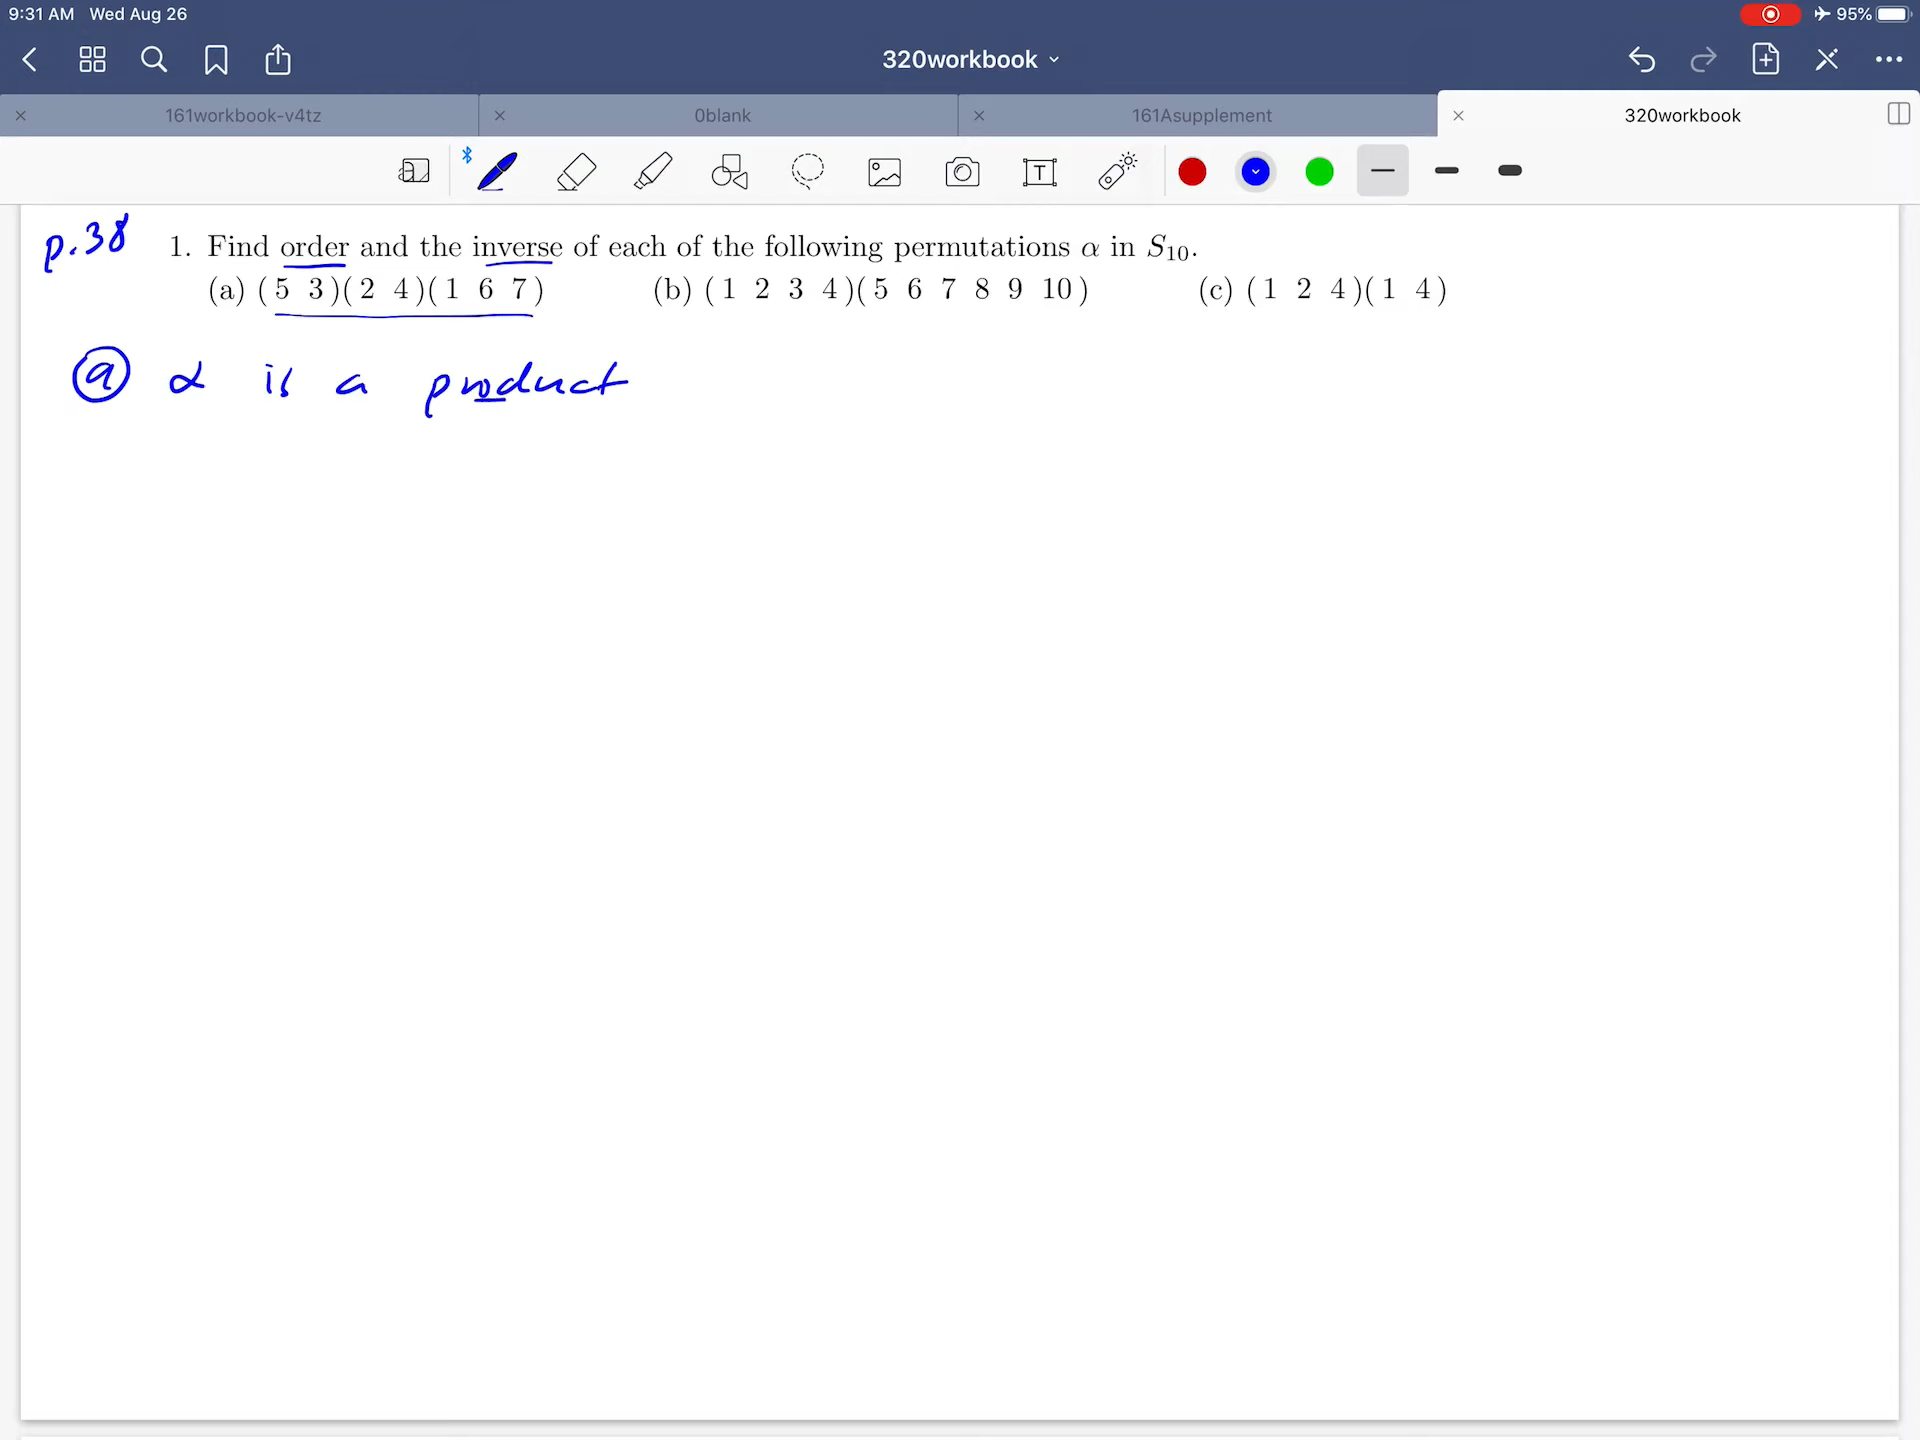 9:31 AM Wed Aug 26
95%
320workbook
161workbook-v4tz
0blank
161Asupplement
320workbook
p.38
1. Find order and the inverse of each of the following permutations α in S₁₀.
(a) ( 5 3 )( 2 4 )( 1 6 7 ) (b) ( 1 2 3 4 )( 5 6 7 8 9 10 ) (c) ( 1 2 4 )( 1 4 )
ⓐ α is a product